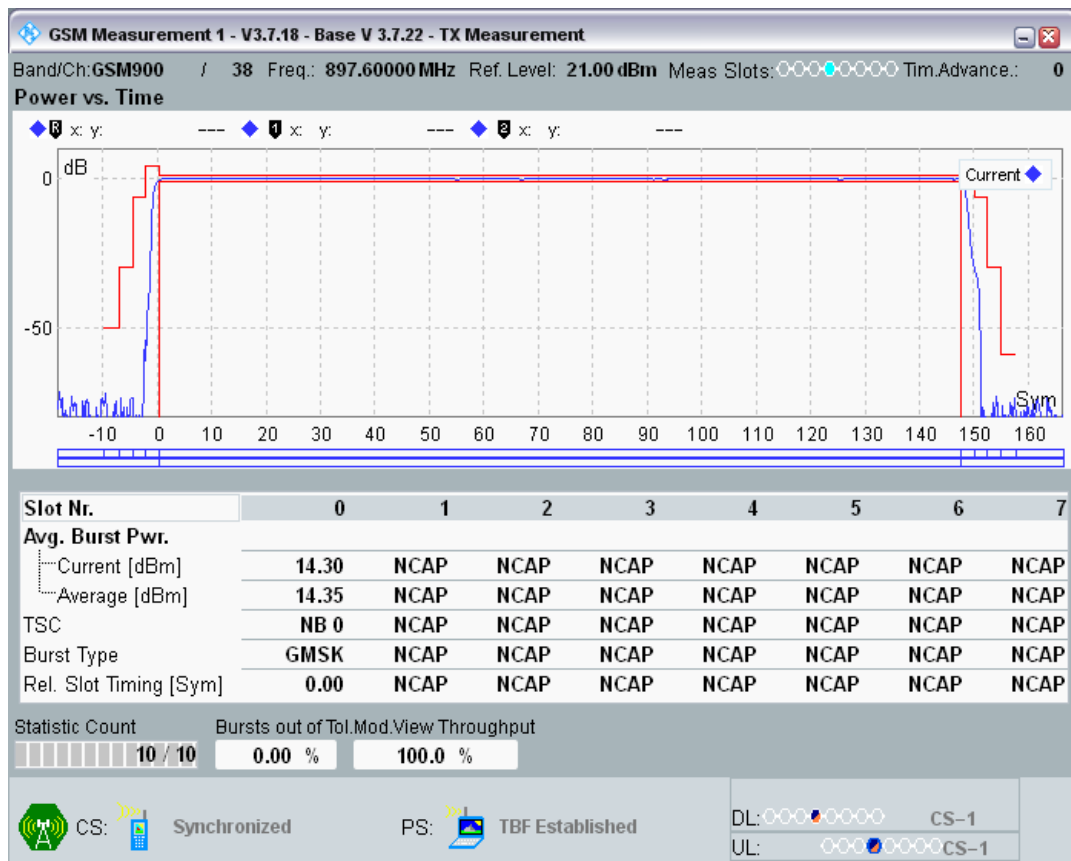 GSM Measurement 1 - V3.7.18 - Base V 3.7.22 - TX Measurement
Band/Ch:GSM900 / 38 Freq.: 897.60000 MHz Ref. Level: 21.00 dBm Meas Slots: Tim.Advance.: 0
Power vs. Time
R x: y: --- 1 x: y: --- 2 x: y: ---
dB
0
Current
-50
Sym
-10 0 10 20 30 40 50 60 70 80 90 100 110 120 130 140 150 160
Slot Nr. 0 1 2 3 4 5 6 7
Avg. Burst Pwr.
Current [dBm] 14.30 NCAP NCAP NCAP NCAP NCAP NCAP NCAP
Average [dBm] 14.35 NCAP NCAP NCAP NCAP NCAP NCAP NCAP
TSC NB 0 NCAP NCAP NCAP NCAP NCAP NCAP NCAP
Burst Type GMSK NCAP NCAP NCAP NCAP NCAP NCAP NCAP
Rel. Slot Timing [Sym] 0.00 NCAP NCAP NCAP NCAP NCAP NCAP NCAP
Statistic Count Bursts out of Tol.Mod.View Throughput
10 / 10 0.00 % 100.0 %
CS: Synchronized PS: TBF Established
DL: CS-1
UL: CS-1